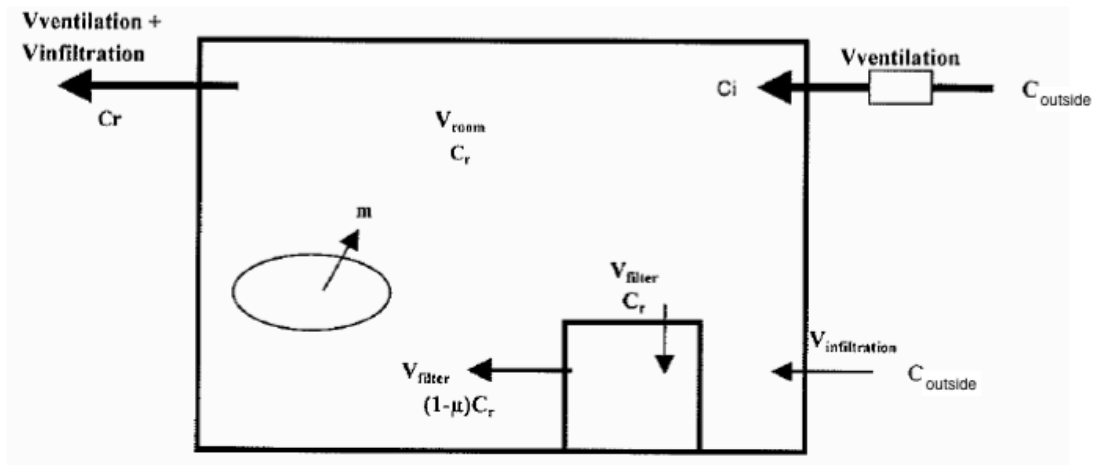 Vventilation +
Vinfiltration
Cr
Vroom
Cr
m
Ci
Vventilation
Coutside
Vfilter
Cr
Vfilter
(1-μ)Cr
Vinfiltration
Coutside